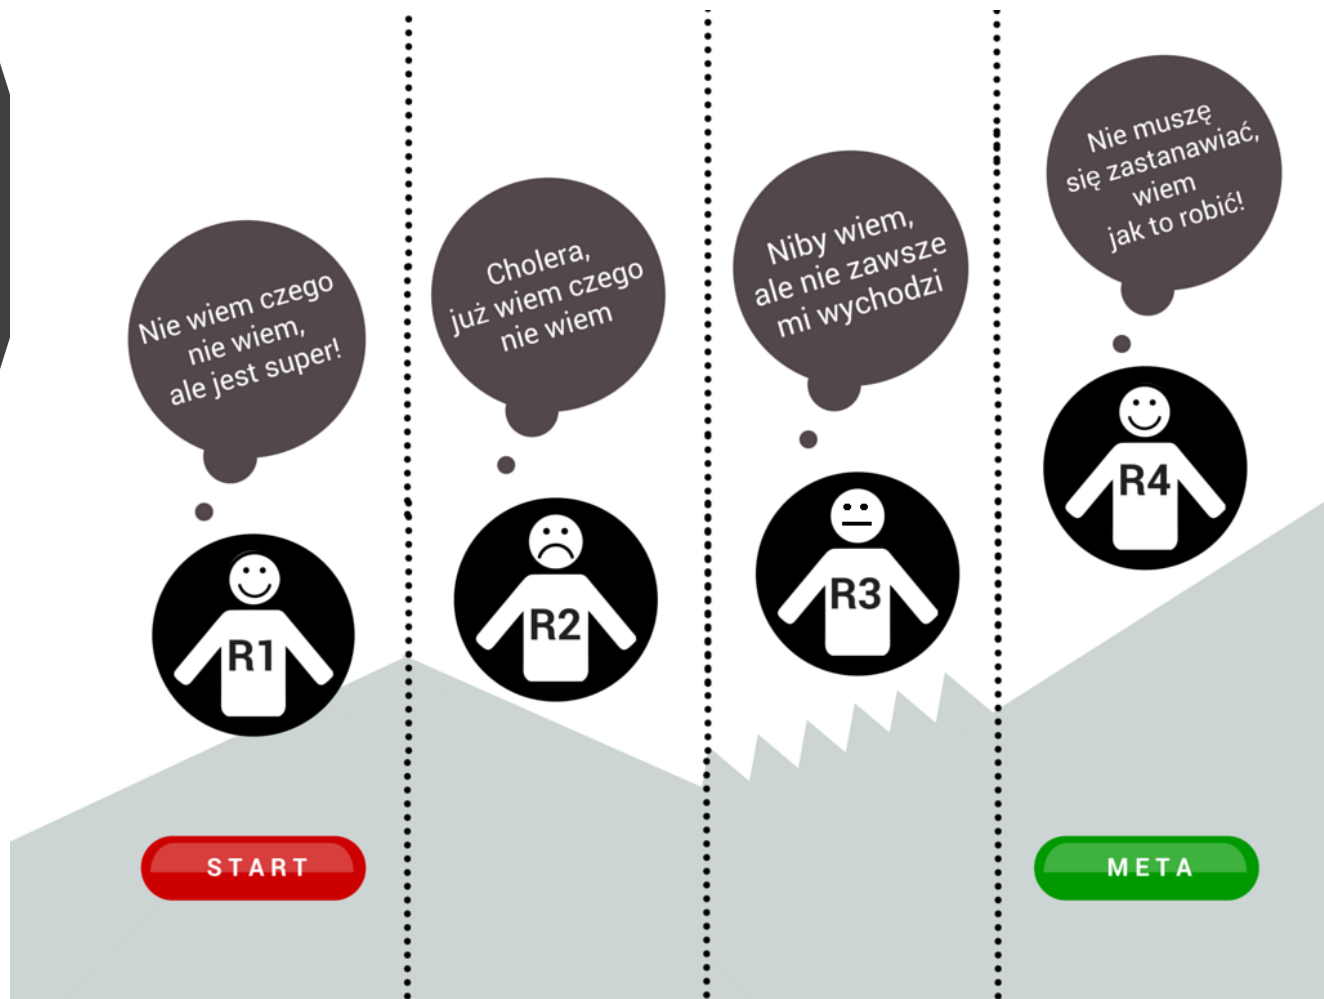 Nie wiem czego
nie wiem,
ale jest super!
R1
START
Cholera,
już wiem czego
nie wiem
R2
Niby wiem,
ale nie zawsze
mi wychodzi
R3
Nie muszę
się zastanawiać,
wiem
jak to robić!
R4
META